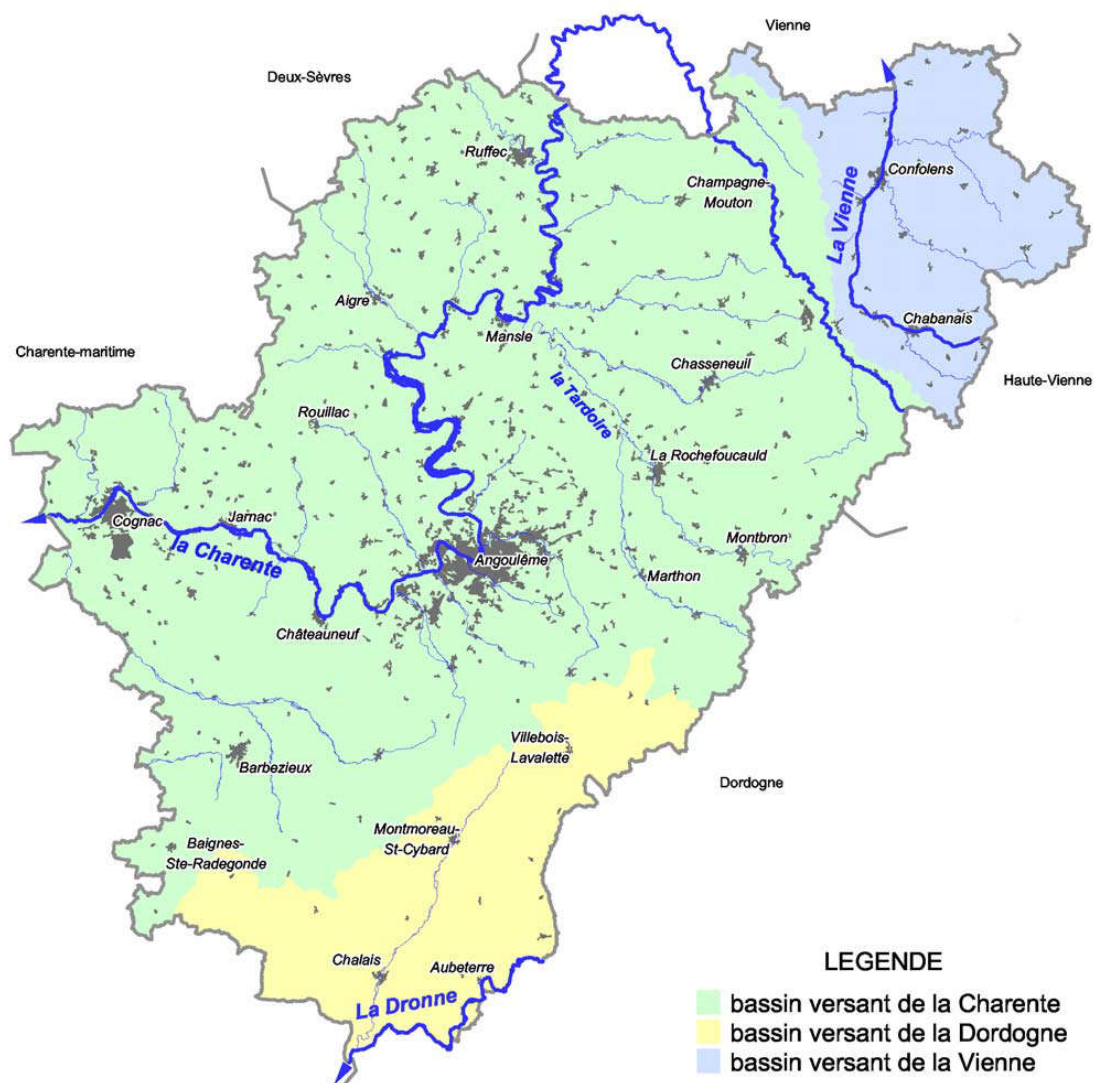 Vienne
Deux-Sèvres
Ruffec
Confolens
Champagne-
Mouton
La Vienne
Aigre
Mansle
Chabanais
Charente-maritime
Chasseneuil
Haute-Vienne
la Tardoire
Rouillac
La Rochefoucauld
Cognac
Jarnac
la Charente
Angoulême
Montbron
Marthon
Châteauneuf
Villebois-
Lavalette
Barbezieux
Dordogne
Montmoreau-
St-Cybard
Baignes-
Ste-Radegonde
Chalais
Aubeterre
La Dronne
LEGENDE
bassin versant de la Charente
bassin versant de la Dordogne
bassin versant de la Vienne